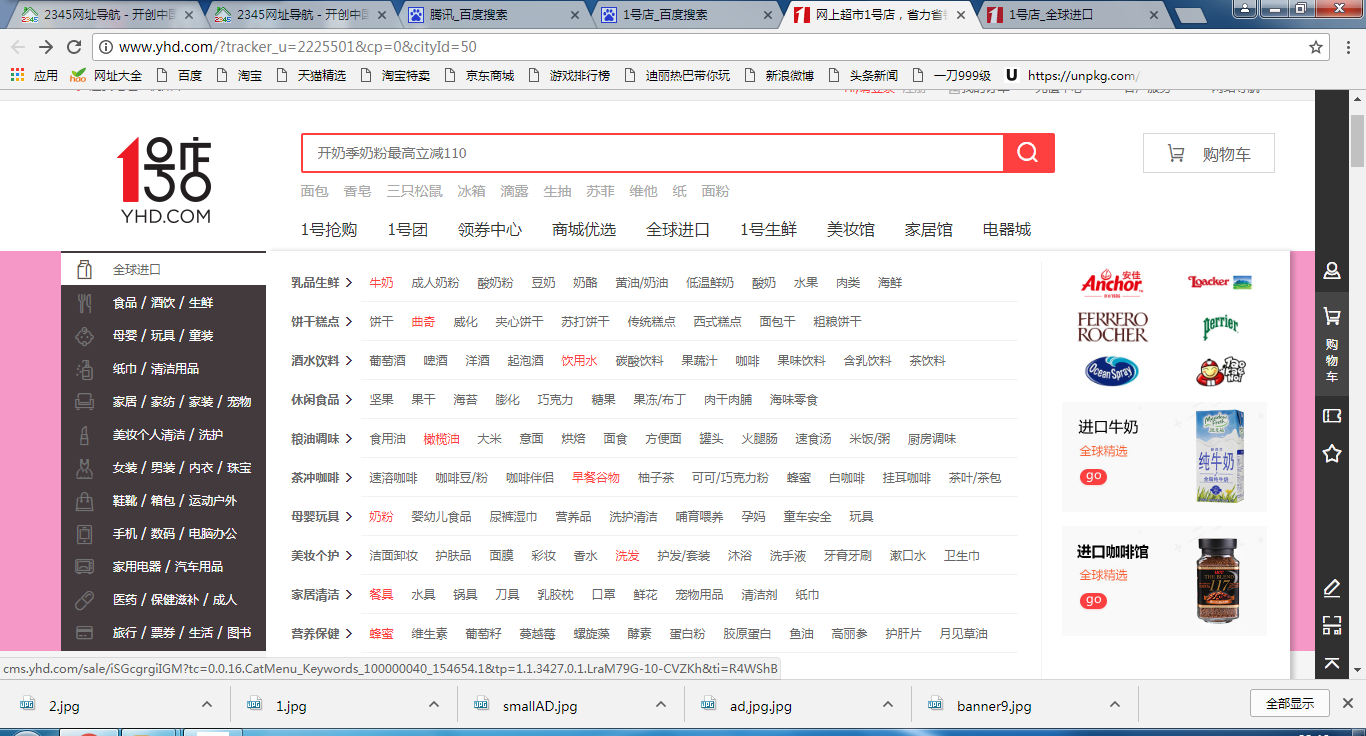 2345网址导航 - 开创中国
2345网址导航 - 开创中国
腾讯_百度搜索
1号店_百度搜索
网上超市1号店，省力省
1号店_全球进口
www.yhd.com/?tracker_u=2225501&cp=0&cityId=50
应用 网址大全 百度 淘宝 天猫精选 淘宝特卖 京东商城 游戏排行榜 迪丽热巴带你玩 新浪微博 头条新闻 一刀999级 https://unpkg.com/
1号店
YHD.COM
开奶季奶粉最高立减110
购物车
面包 香皂 三只松鼠 冰箱 滴露 生抽 苏菲 维他 纸 面粉
1号抢购 1号团 领券中心 商城优选 全球进口 1号生鲜 美妆馆 家居馆 电器城
全球进口
食品 / 酒饮 / 生鲜
母婴 / 玩具 / 童装
纸巾 / 清洁用品
家居 / 家纺 / 家装 / 宠物
美妆个人清洁 / 洗护
女装 / 男装 / 内衣 / 珠宝
鞋靴 / 箱包 / 运动户外
手机 / 数码 / 电脑办公
家用电器 / 汽车用品
医药 / 保健滋补 / 成人
旅行 / 票券 / 生活 / 图书
乳品生鲜 牛奶 成人奶粉 酸奶粉 豆奶 奶酪 黄油/奶油 低温鲜奶 酸奶 水果 肉类 海鲜
饼干糕点 饼干 曲奇 威化 夹心饼干 苏打饼干 传统糕点 西式糕点 面包干 粗粮饼干
酒水饮料 葡萄酒 啤酒 洋酒 起泡酒 饮用水 碳酸饮料 果蔬汁 咖啡 果味饮料 含乳饮料 茶饮料
休闲食品 坚果 果干 海苔 膨化 巧克力 糖果 果冻/布丁 肉干肉脯 海味零食
粮油调味 食用油 橄榄油 大米 意面 烘焙 面食 方便面 罐头 火腿肠 速食汤 米饭/粥 厨房调味
茶冲咖啡 速溶咖啡 咖啡豆/粉 咖啡伴侣 早餐谷物 柚子茶 可可/巧克力粉 蜂蜜 白咖啡 挂耳咖啡 茶叶/茶包
母婴玩具 奶粉 婴幼儿食品 尿裤湿巾 营养品 洗护清洁 哺育喂养 孕妈 童车安全 玩具
美妆个护 洁面卸妆 护肤品 面膜 彩妆 香水 洗发 护发/套装 沐浴 洗手液 牙膏牙刷 漱口水 卫生巾
家居清洁 餐具 水具 锅具 刀具 乳胶枕 口罩 鲜花 宠物用品 清洁剂 纸巾
营养保健 蜂蜜 维生素 葡萄籽 蔓越莓 螺旋藻 酵素 蛋白粉 胶原蛋白 鱼油 高丽参 护肝片 月见草油
安佳
Anchor
Loacker
FERRERO
ROCHER
perrier
Ocean Spray
Tao Kae Noi
进口牛奶
全球精选
go
纯牛奶
进口咖啡馆
全球精选
go
THE BLEND
117
购物车
cms.yhd.com/sale/iSGcgrgiIGM?tc=0.0.16.CatMenu_Keywords_100000040_154654.1&tp=1.1.3427.0.1.LraM79G-10-CVZKh&ti=R4WShB
2.jpg 1.jpg smallAD.jpg ad,jpg.jpg banner9.jpg 全部显示